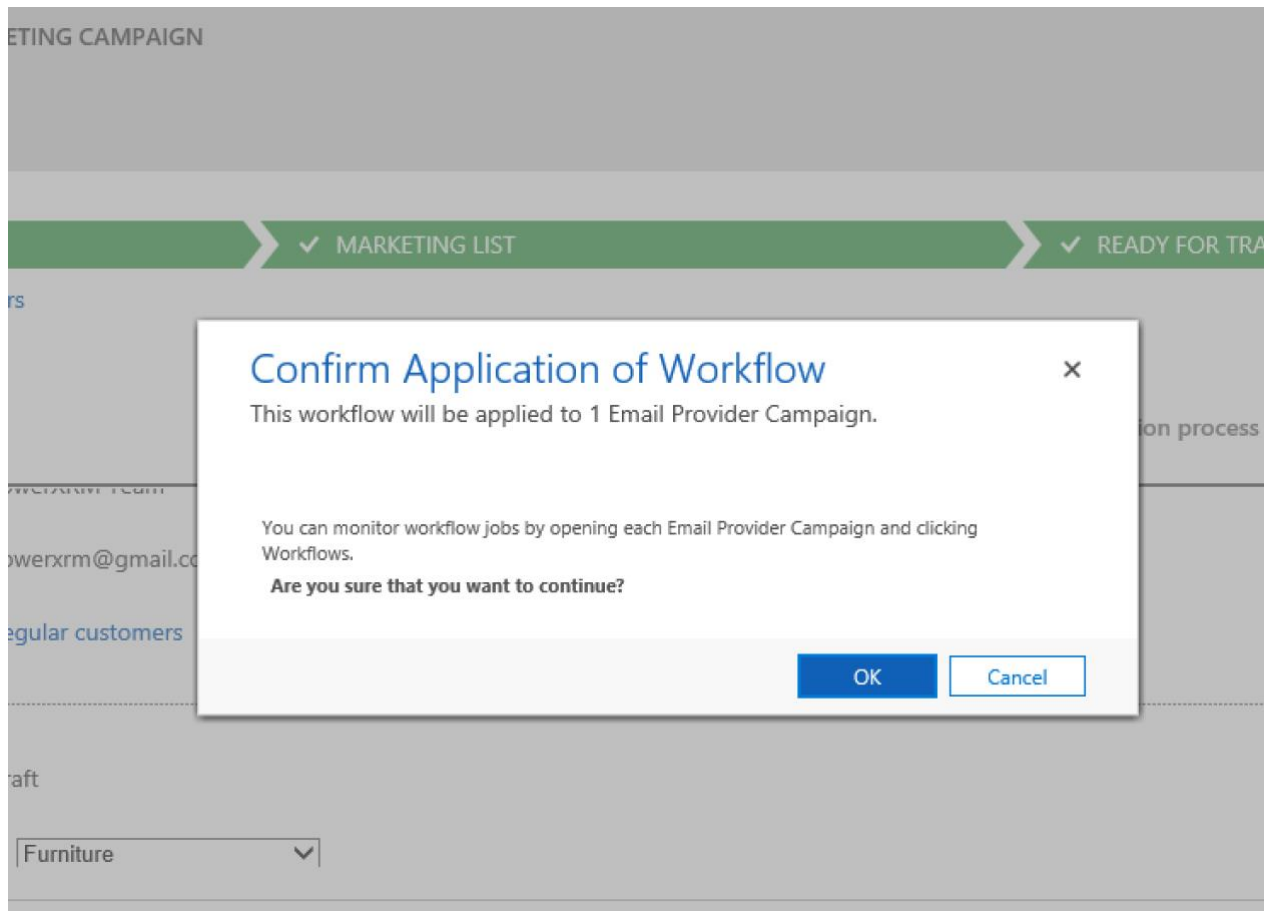 ETING CAMPAIGN
MARKETING LIST
READY FOR TRA
rs
Confirm Application of Workflow
This workflow will be applied to 1 Email Provider Campaign.
ion process
You can monitor workflow jobs by opening each Email Provider Campaign and clicking
Workflows.
owerxrm@gmail.co
Are you sure that you want to continue?
egular customers
OK
Cancel
raft
Furniture